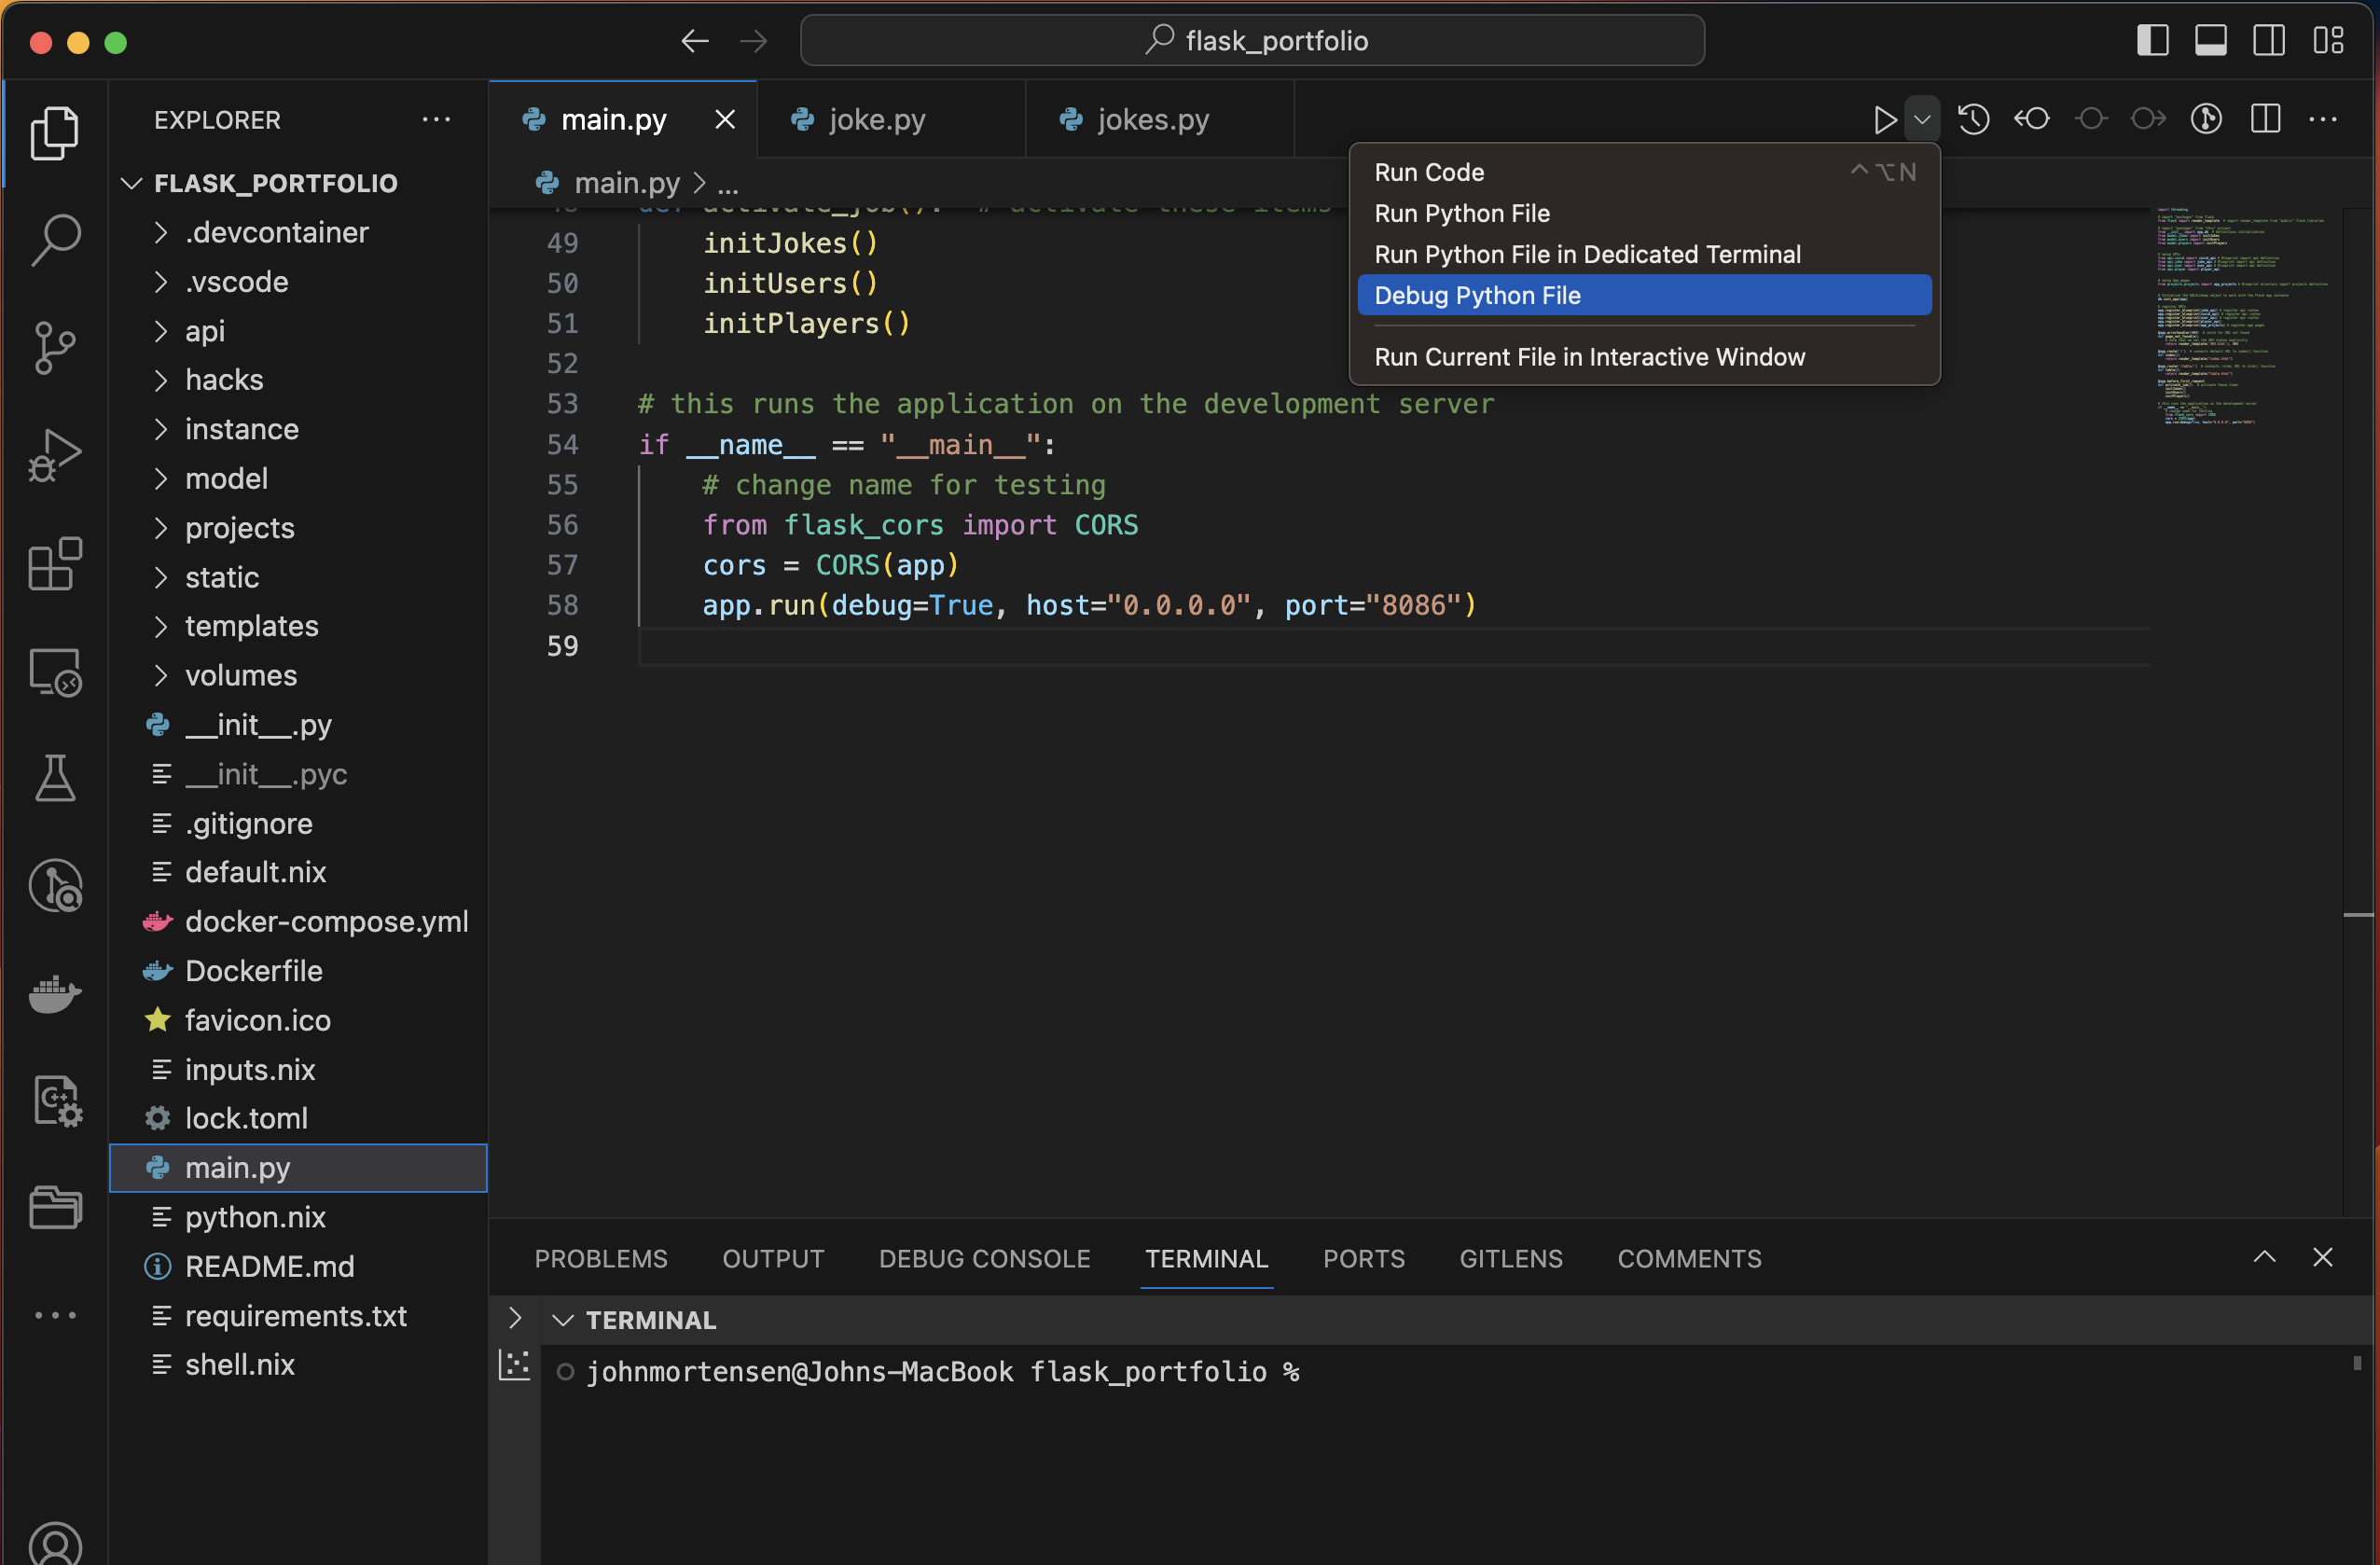 flask_portfolio
EXPLORER
FLASK_PORTFOLIO
.devcontainer
.vscode
api
hacks
instance
model
projects
static
templates
volumes
__init__.py
__init__.pyc
.gitignore
default.nix
docker-compose.yml
Dockerfile
favicon.ico
inputs.nix
lock.toml
main.py
python.nix
README.md
requirements.txt
shell.nix
main.py
joke.py
jokes.py
main.py > ...
Run Code ^⌥N
Run Python File
Run Python File in Dedicated Terminal
Debug Python File
Run Current File in Interactive Window
49 initJokes()
50 initUsers()
51 initPlayers()
52
53 # this runs the application on the development server
54 if __name__ == "__main__":
55 # change name for testing
56 from flask_cors import CORS
57 cors = CORS(app)
58 app.run(debug=True, host="0.0.0.0", port="8086")
59
PROBLEMS OUTPUT DEBUG CONSOLE TERMINAL PORTS GITLENS COMMENTS
TERMINAL
johnmortensen@Johns-MacBook flask_portfolio %